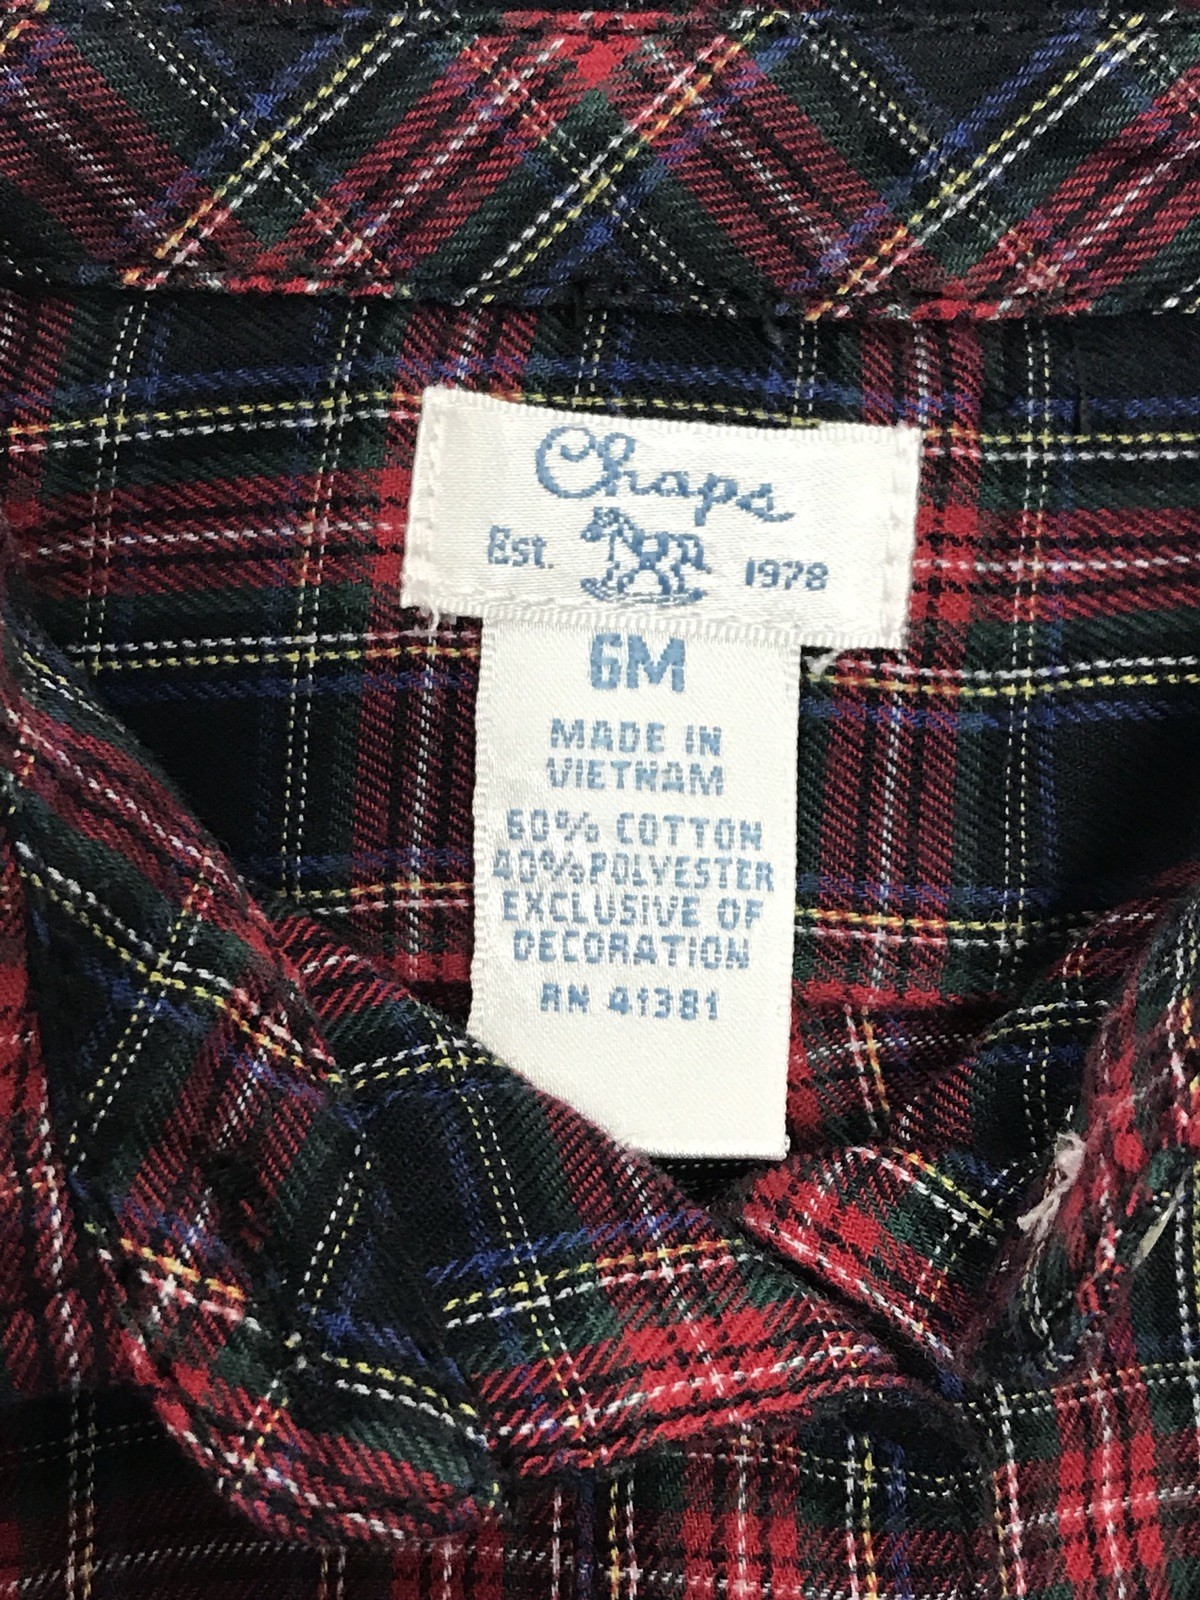 Chaps
Est. 1978
6M
MADE IN
VIETNAM
60% COTTON
40% POLYESTER
EXCLUSIVE OF
DECORATION
RN 41381